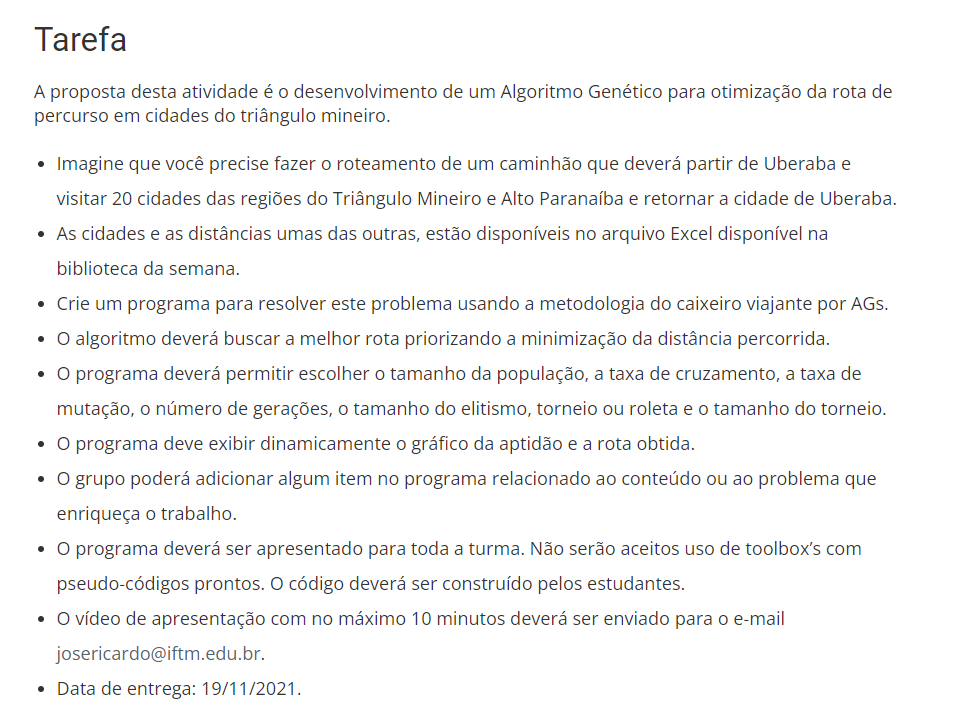 Tarefa
A proposta desta atividade é o desenvolvimento de um Algoritmo Genético para otimização da rota de
percurso em cidades do triângulo mineiro.
• Imagine que você precise fazer o roteamento de um caminhão que deverá partir de Uberaba e
visitar 20 cidades das regiões do Triângulo Mineiro e Alto Paranaíba e retornar a cidade de Uberaba.
• As cidades e as distâncias umas das outras, estão disponíveis no arquivo Excel disponível na
biblioteca da semana.
• Crie um programa para resolver este problema usando a metodologia do caixeiro viajante por AGs.
• O algoritmo deverá buscar a melhor rota priorizando a minimização da distância percorrida.
• O programa deverá permitir escolher o tamanho da população, a taxa de cruzamento, a taxa de
mutação, o número de gerações, o tamanho do elitismo, torneio ou roleta e o tamanho do torneio.
• O programa deve exibir dinamicamente o gráfico da aptidão e a rota obtida.
• O grupo poderá adicionar algum item no programa relacionado ao conteúdo ou ao problema que
enriqueça o trabalho.
• O programa deverá ser apresentado para toda a turma. Não serão aceitos uso de toolbox’s com
pseudo-códigos prontos. O código deverá ser construído pelos estudantes.
• O vídeo de apresentação com no máximo 10 minutos deverá ser enviado para o e-mail
josericardo@iftm.edu.br.
• Data de entrega: 19/11/2021.